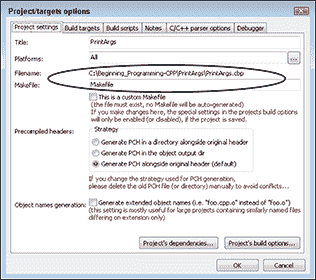 Project/targets options
Project settings Build targets Build scripts Notes C/C++ parser options Debugger
Title: PrintArgs
Platforms: All ...
Filename: C:\Beginning_Programming-CPP\PrintArgs\PrintArgs.cbp
Makefile: Makefile
This is a custom Makefile
(the file must exist, no Makefile will be auto-generated)
If you make changes here, the special settings in the projects build options
will only be enabled (or disabled), if the project is saved.
Precompiled headers: Strategy
Generate PCH in a directory alongside original header
Generate PCH in the object output dir
Generate PCH alongside original header (default)
If you change the strategy used for PCH generation,
please delete the old PCH file (or directory) manually to avoid conflicts...
Object names generation: Generate extended object names (i.e. "foo.cpp.o" instead of "foo.o")
(this setting is mostly useful for large projects containing similarly named files
differing on extension only)
Project's dependencies... Project's build options...
OK Cancel